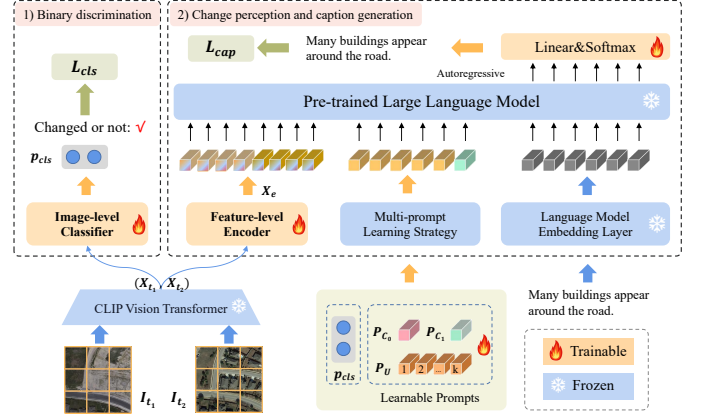 1) Binary discrimination
2) Change perception and caption generation
L_cls
L_cap
Many buildings appear
around the road.
Linear&Softmax
Autoregressive
Pre-trained Large Language Model
Changed or not: √
p_cls
X_e
Image-level
Classifier
Feature-level
Encoder
Multi-prompt
Learning Strategy
Language Model
Embedding Layer
(X_t1 X_t2)
CLIP Vision Transformer
I_t1 I_t2
p_cls
P_C0 P_C1
P_U 1 2 ... k
Learnable Prompts
Many buildings appear
around the road.
Trainable
Frozen